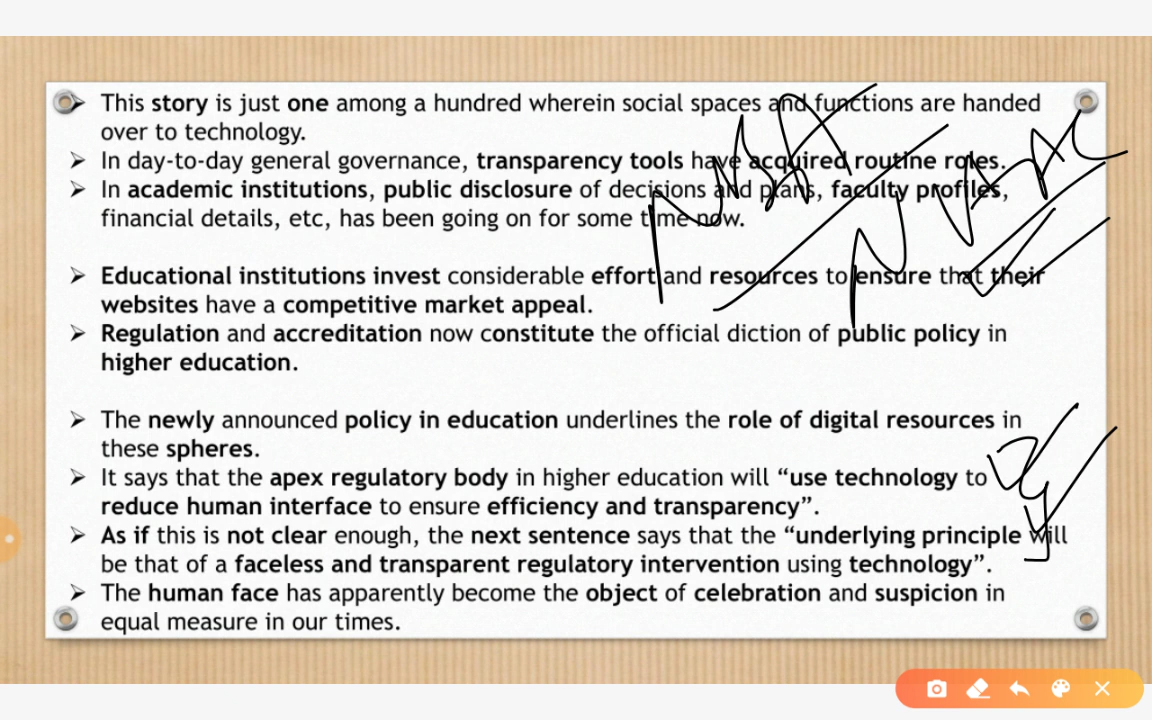 ➢ This story is just one among a hundred wherein social spaces and functions are handed
over to technology.
➢ In day-to-day general governance, transparency tools have acquired routine roles.
➢ In academic institutions, public disclosure of decisions and plans, faculty profiles,
financial details, etc, has been going on for some time now.
➢ Educational institutions invest considerable effort and resources to ensure that their
websites have a competitive market appeal.
➢ Regulation and accreditation now constitute the official diction of public policy in
higher education.
➢ The newly announced policy in education underlines the role of digital resources in
these spheres.
➢ It says that the apex regulatory body in higher education will “use technology to
reduce human interface to ensure efficiency and transparency”.
➢ As if this is not clear enough, the next sentence says that the “underlying principle will
be that of a faceless and transparent regulatory intervention using technology”.
➢ The human face has apparently become the object of celebration and suspicion in
equal measure in our times.